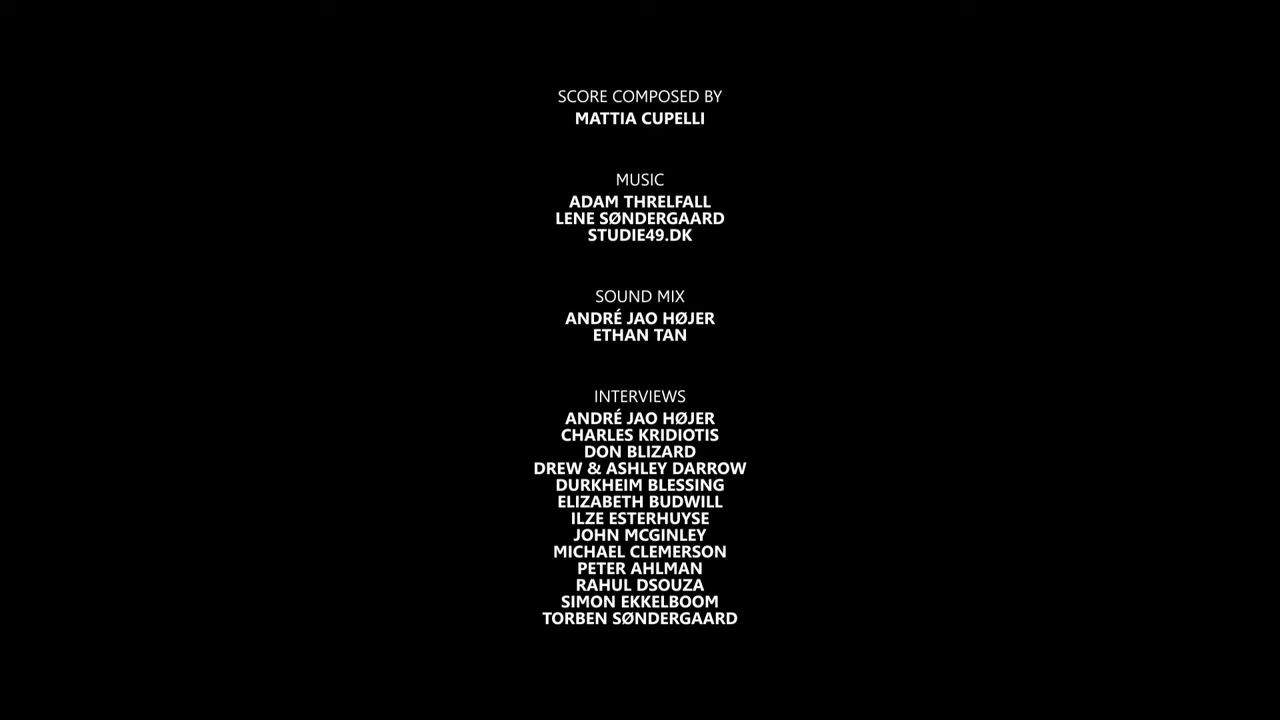 SCORE COMPOSED BY
MATTIA CUPELLI
MUSIC
ADAM THRELFALL
LENE SØNDERGAARD
STUDIE49.DK
SOUND MIX
ANDRÉ JAO HØJER
ETHAN TAN
INTERVIEWS
ANDRÉ JAO HØJER
CHARLES KRIDIOTIS
DON BLIZARD
DREW & ASHLEY DARROW
DURKHEIM BLESSING
ELIZABETH BUDWILL
ILZE ESTERHUYSE
JOHN MCGINLEY
MICHAEL CLEMERSON
PETER AHLMAN
RAHUL DSOUZA
SIMON EKKELBOOM
TORBEN SØNDERGAARD